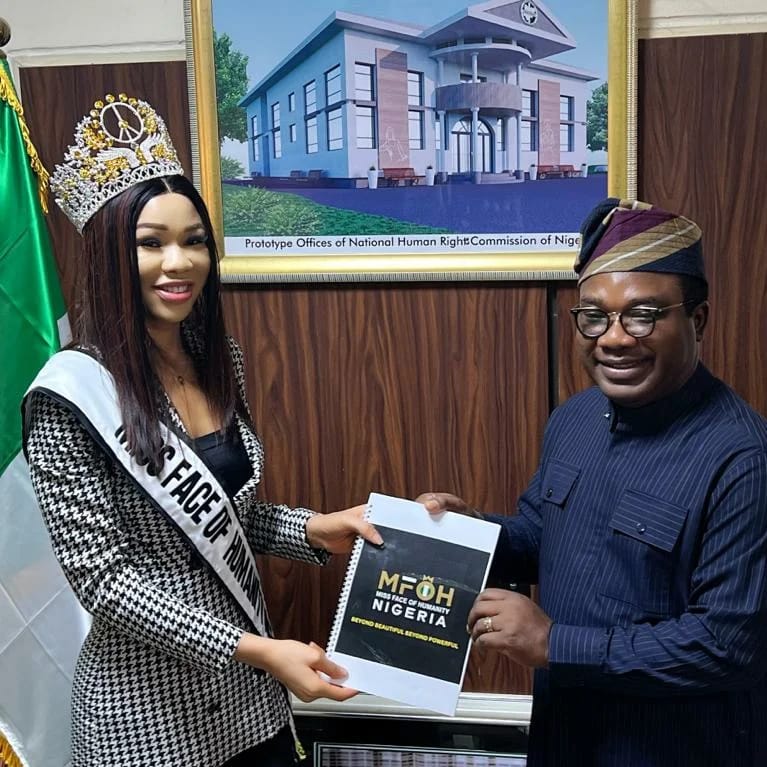 Prototype Offices of National Human Right Commission of Nige
MISS FACE OF HUMANITY
MFOH
MISS FACE OF HUMANITY
NIGERIA
BEYOND BEAUTIFUL BEYOND POWERFUL